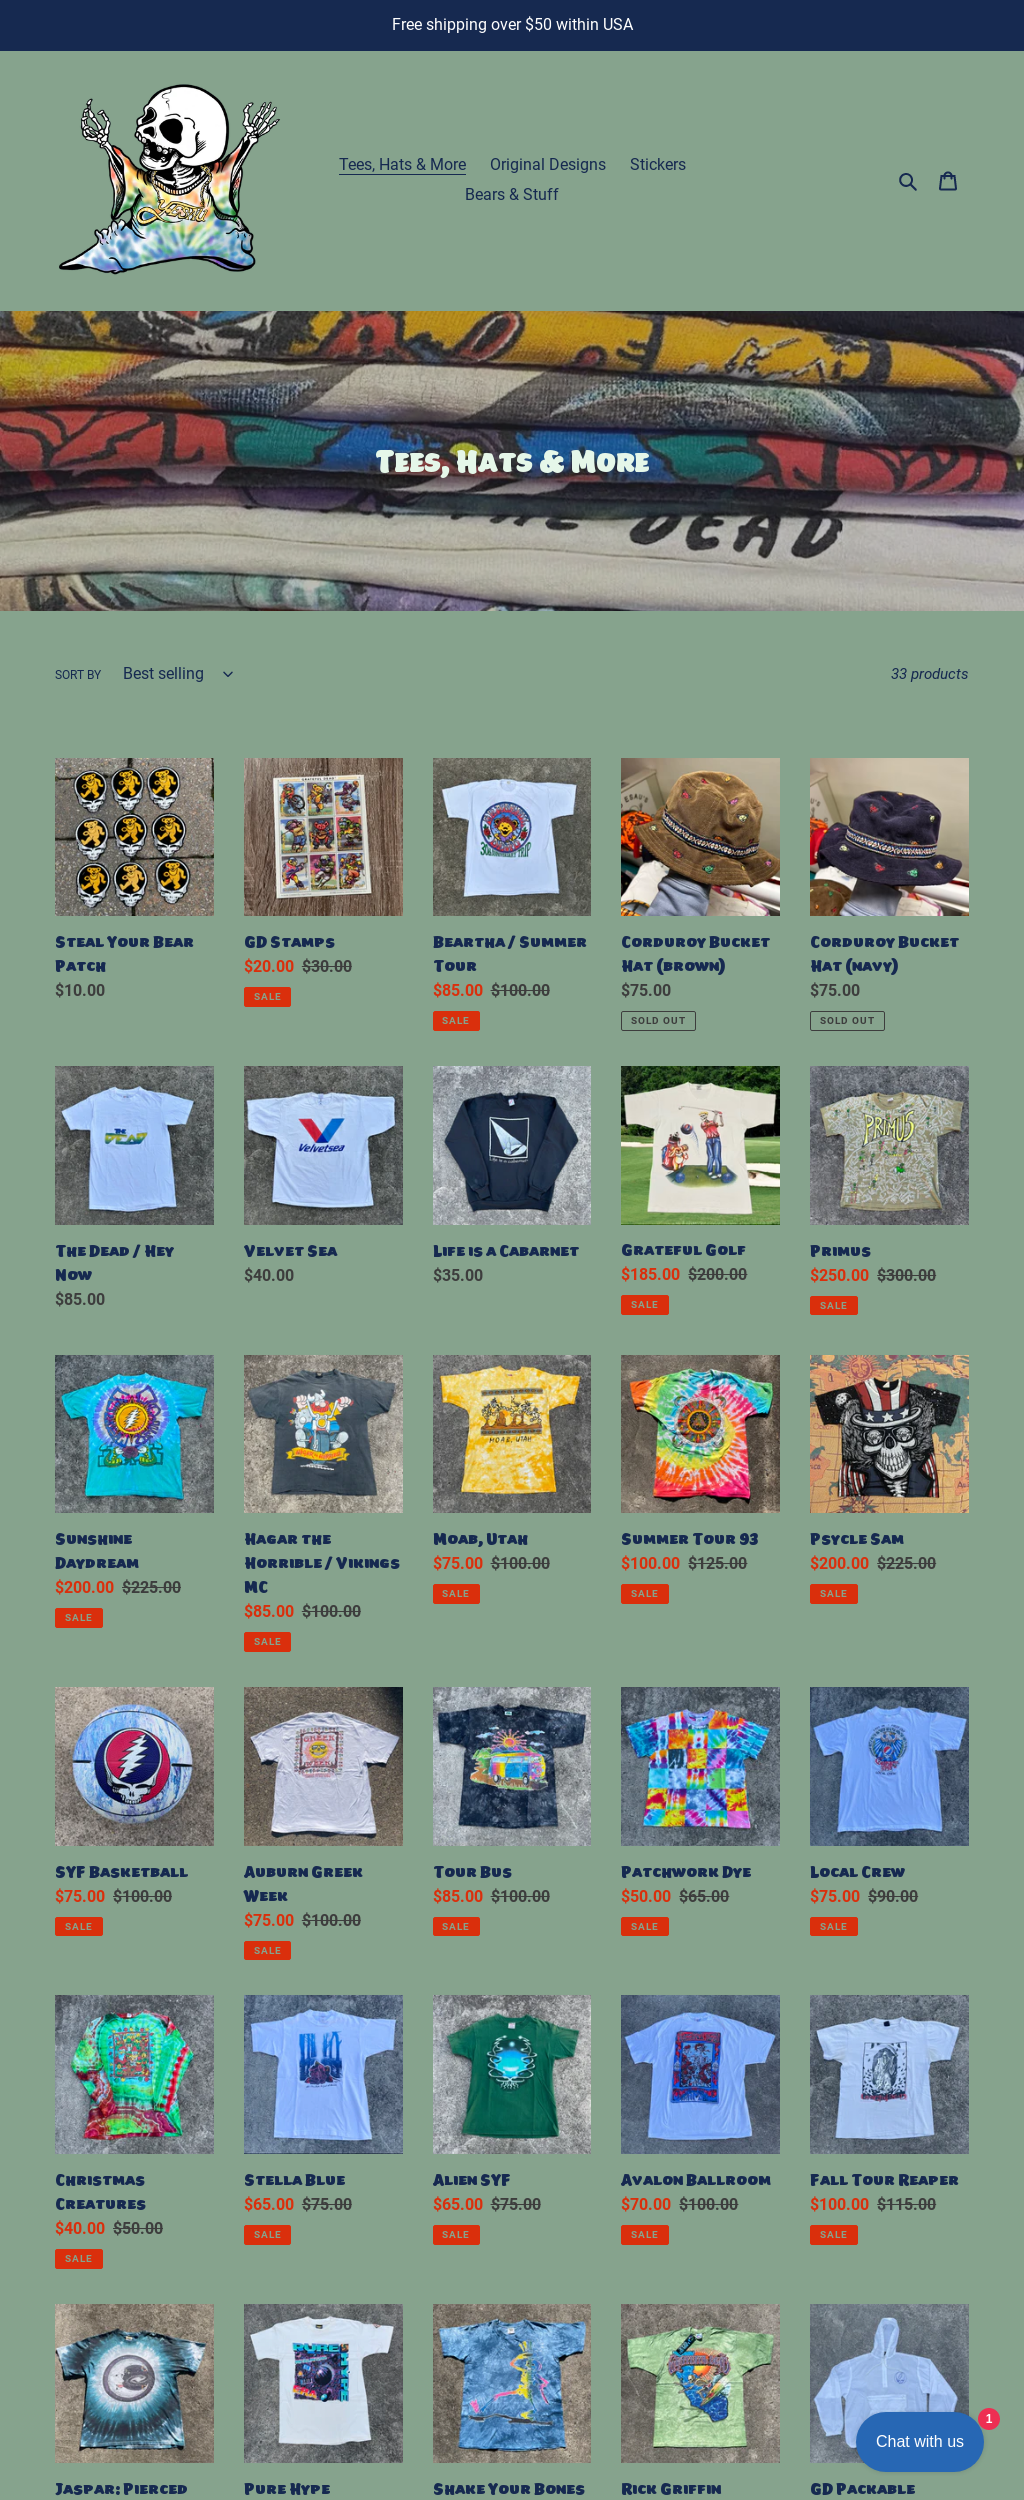 Free shipping over $50 within USA
Tees, Hats & More Original Designs Stickers
Bears & Stuff
Tees, Hats & More
THE DEAD
SORT BY Best selling
33 products
Steal Your Bear
Patch
$10.00
GD Stamps
$20.00 $30.00
SALE
Beartha / Summer
Tour
$85.00 $100.00
SALE
Corduroy Bucket
Hat (brown)
$75.00
SOLD OUT
Corduroy Bucket
Hat (navy)
$75.00
SOLD OUT
The Dead / Hey
Now
$85.00
Velvetsea
Velvet Sea
$40.00
Life is a Cabarnet
$35.00
Grateful Golf
$185.00 $200.00
SALE
PRIMUS
Primus
$250.00 $300.00
SALE
Sunshine
Daydream
$200.00 $225.00
SALE
Hagar the
Horrible / Vikings
MC
$85.00 $100.00
SALE
MOAB, UTAH
Moab, Utah
$75.00 $100.00
SALE
Summer Tour 93
$100.00 $125.00
SALE
Psycle Sam
$200.00 $225.00
SALE
SYF Basketball
$75.00 $100.00
SALE
Auburn Greek
Week
$75.00 $100.00
SALE
Tour Bus
$85.00 $100.00
SALE
Patchwork Dye
$50.00 $65.00
SALE
Local Crew
$75.00 $90.00
SALE
Christmas
Creatures
$40.00 $50.00
SALE
Stella Blue
$65.00 $75.00
SALE
Alien SYF
$65.00 $75.00
SALE
Avalon Ballroom
$70.00 $100.00
SALE
Fall Tour Reaper
$100.00 $115.00
SALE
Jaspar: Pierced
PURE
Pure Hype
Shake Your Bones
Rick Griffin
GD Packable
Chat with us
1